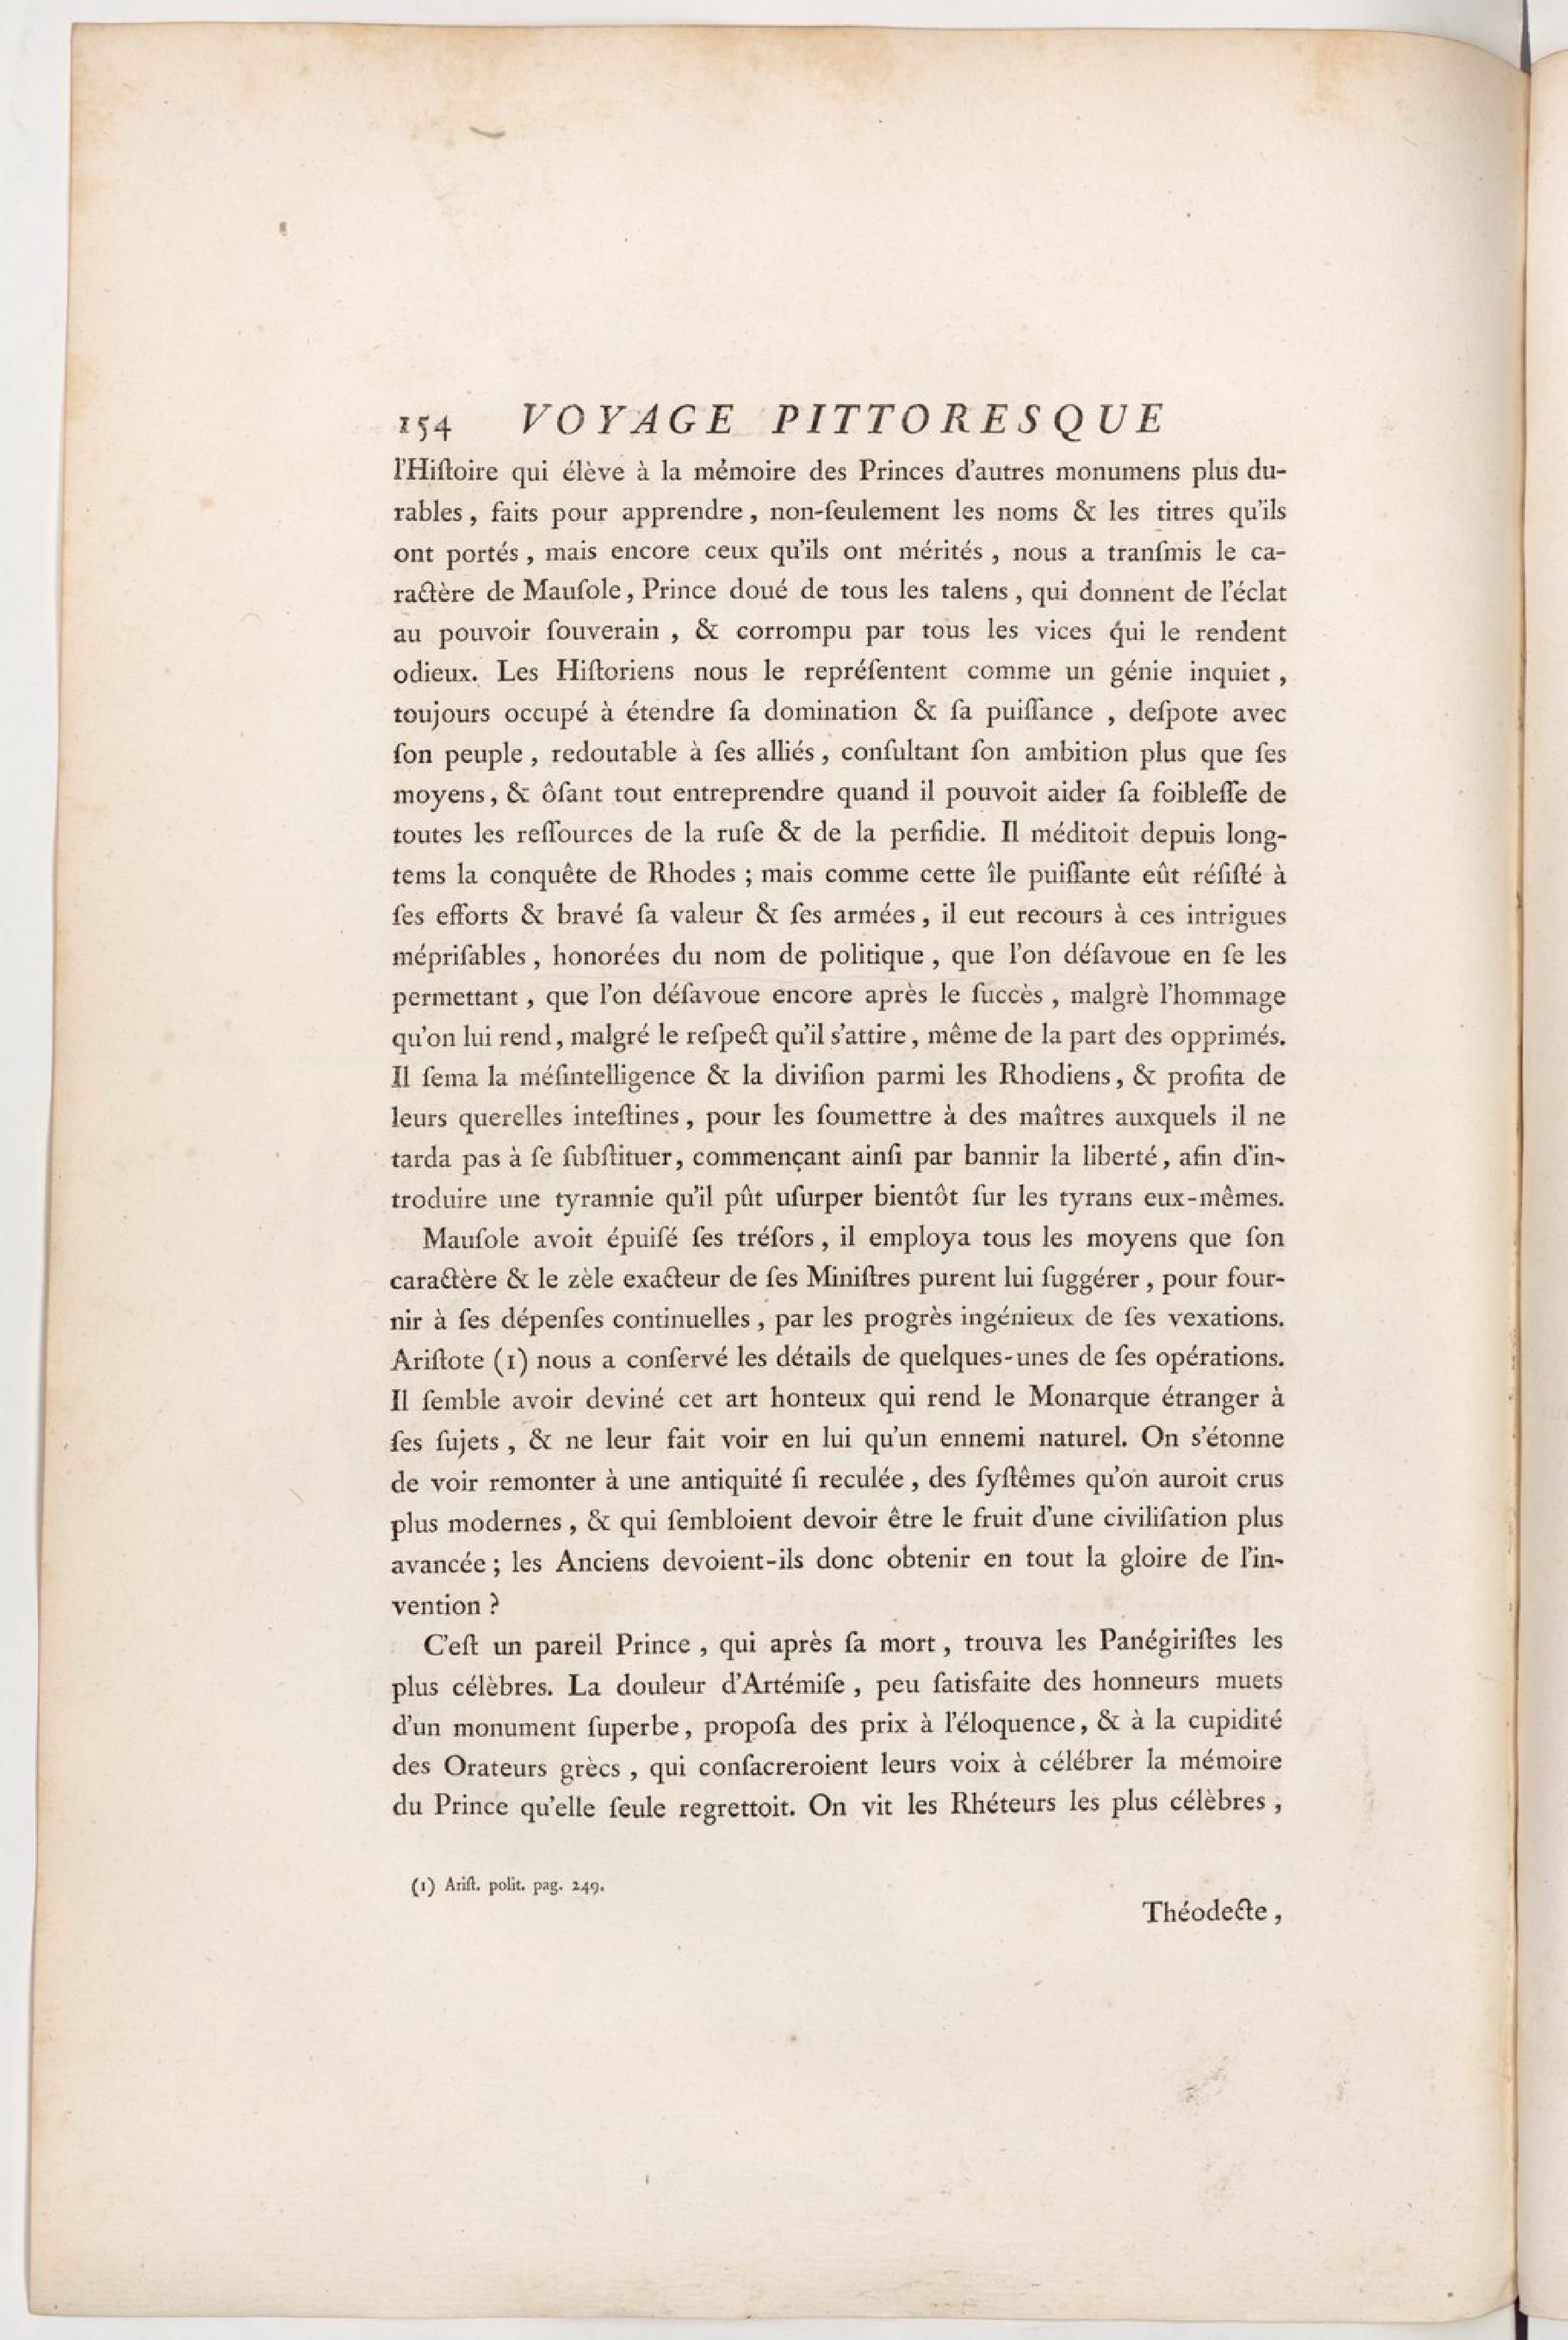 154 VOYAGE PITTORESQUE
l'Hiſtoire qui élève à la mémoire des Princes d'autres monumens plus du-
rables, faits pour apprendre, non-ſeulement les noms & les titres qu'ils
ont portés, mais encore ceux qu'ils ont mérités, nous a tranſmis le ca-
ractère de Mauſole, Prince doué de tous les talens, qui donnent de l'éclat
au pouvoir ſouverain, & corrompu par tous les vices qui le rendent
odieux. Les Hiſtoriens nous le repréſentent comme un génie inquiet,
toujours occupé à étendre ſa domination & ſa puiſſance, deſpote avec
ſon peuple, redoutable à ſes alliés, conſultant ſon ambition plus que ſes
moyens, & ôſant tout entreprendre quand il pouvoit aider ſa foibleſſe de
toutes les reſſources de la ruſe & de la perfidie. Il méditoit depuis long-
tems la conquête de Rhodes; mais comme cette île puiſſante eût réſiſté à
ſes efforts & bravé ſa valeur & ſes armées, il eut recours à ces intrigues
mépriſables, honorées du nom de politique, que l'on déſavoue en ſe les
permettant, que l'on déſavoue encore après le ſuccès, malgrè l'hommage
qu'on lui rend, malgré le reſpect qu'il s'attire, même de la part des opprimés.
Il ſema la méſintelligence & la diviſion parmi les Rhodiens, & profita de
leurs querelles inteſtines, pour les ſoumettre à des maîtres auxquels il ne
tarda pas à ſe ſubſtituer, commençant ainſi par bannir la liberté, afin d'in-
troduire une tyrannie qu'il pût uſurper bientôt ſur les tyrans eux-mêmes.
Mauſole avoit épuiſé ſes tréſors, il employa tous les moyens que ſon
caractère & le zèle exacteur de ſes Miniſtres purent lui ſuggérer, pour four-
nir à ſes dépenſes continuelles, par les progrès ingénieux de ſes vexations.
Ariſtote (1) nous a conſervé les détails de quelques-unes de ſes opérations.
Il ſemble avoir deviné cet art honteux qui rend le Monarque étranger à
ſes ſujets, & ne leur fait voir en lui qu'un ennemi naturel. On s'étonne
de voir remonter à une antiquité ſi reculée, des ſyſtêmes qu'on auroit crus
plus modernes, & qui ſembloient devoir être le fruit d'une civiliſation plus
avancée; les Anciens devoient-ils donc obtenir en tout la gloire de l'in-
vention ?
C'eſt un pareil Prince, qui après ſa mort, trouva les Panégiriſtes les
plus célèbres. La douleur d'Artémiſe, peu ſatisfaite des honneurs muets
d'un monument ſuperbe, propoſa des prix à l'éloquence, & à la cupidité
des Orateurs grècs, qui conſacreroient leurs voix à célébrer la mémoire
du Prince qu'elle ſeule regrettoit. On vit les Rhéteurs les plus célèbres,
(1) Ariſt. polit. pag. 249.
Théodecte,